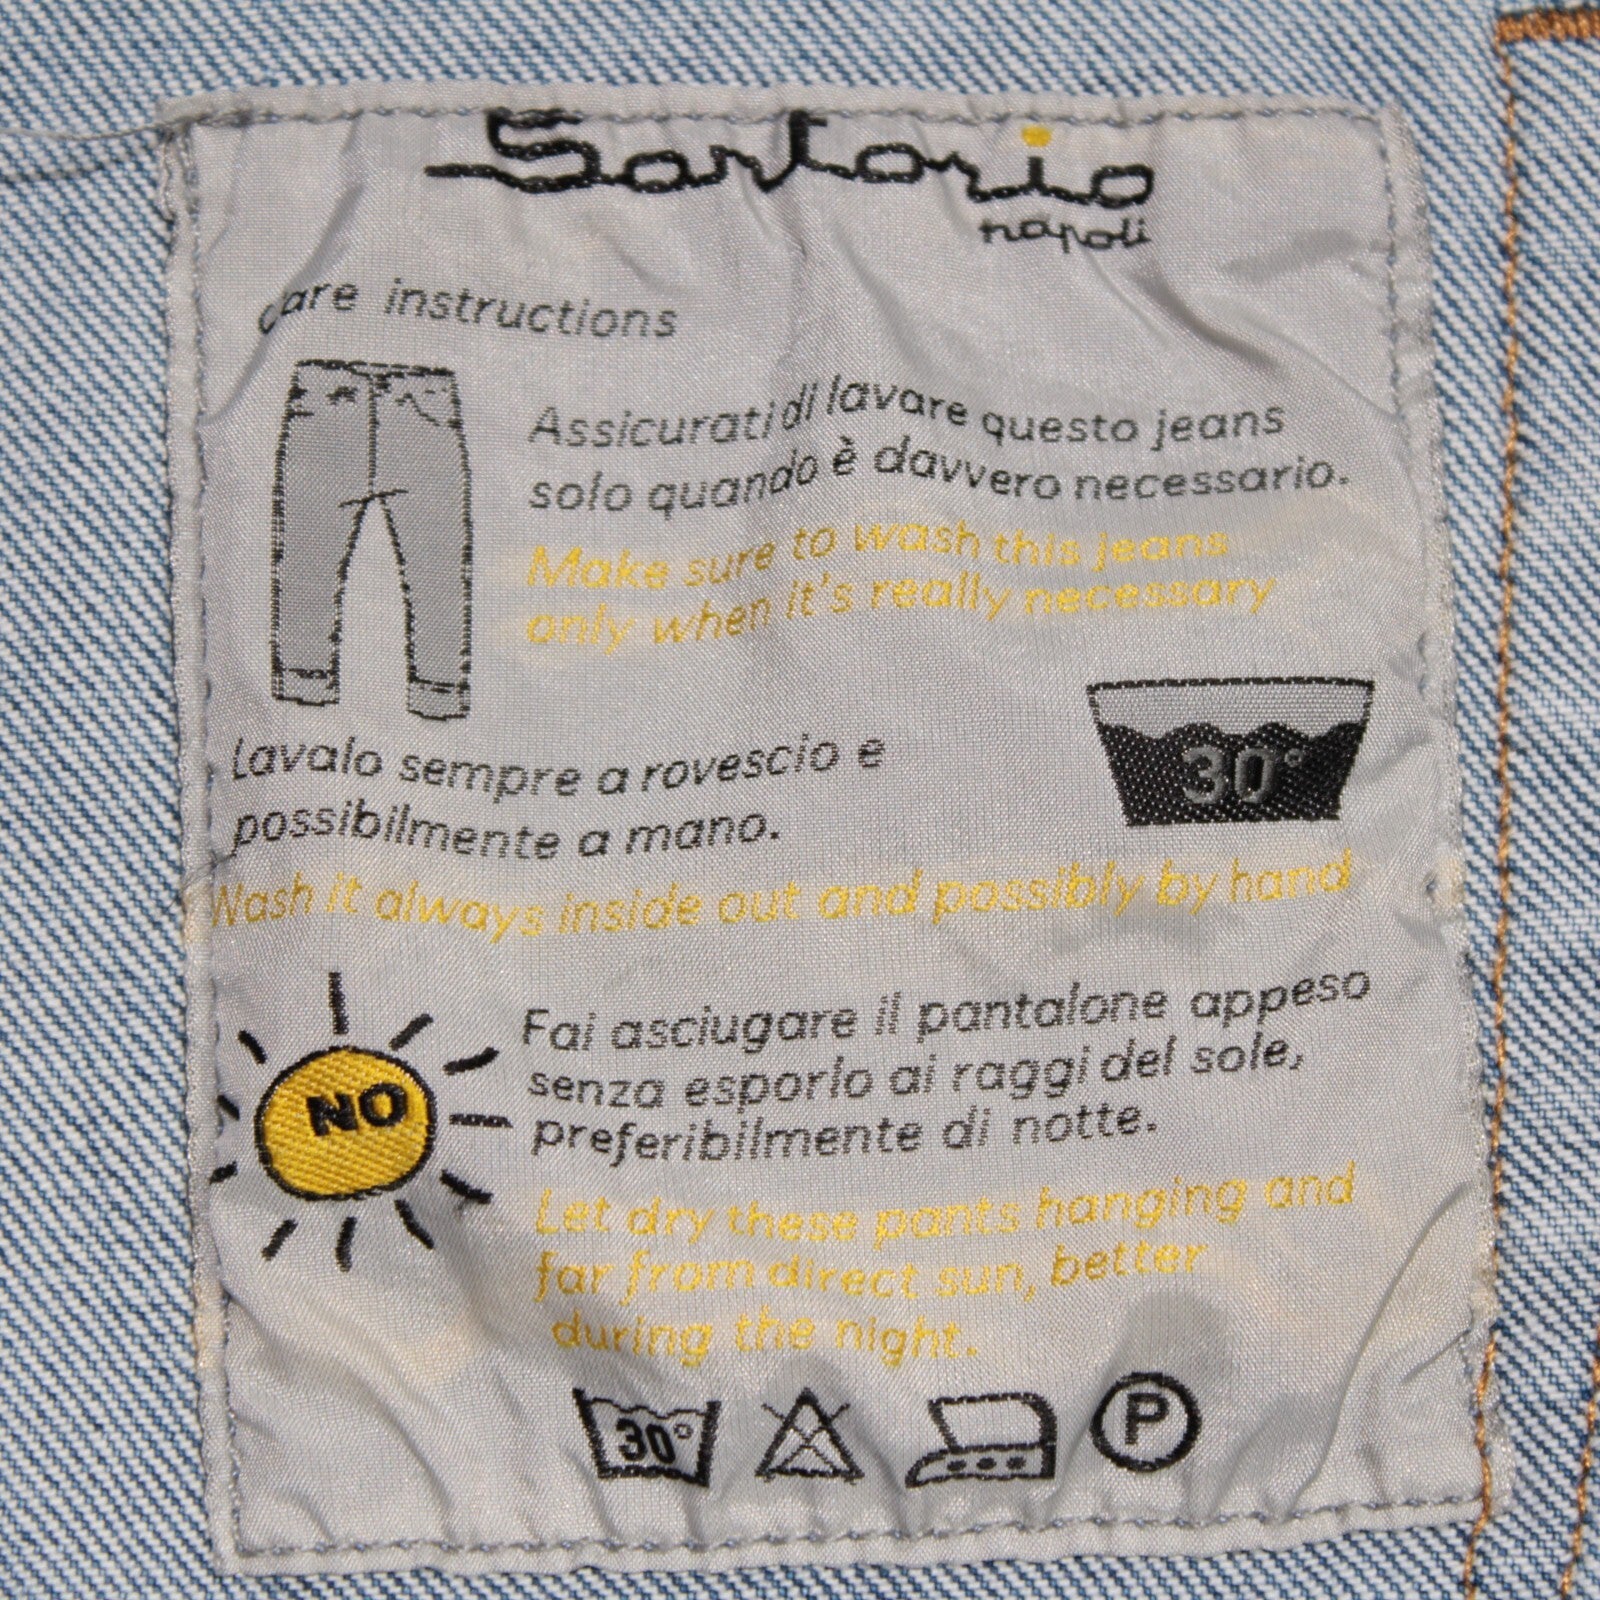 Sartorio
napoli
care instructions
Assicurati di lavare questo jeans
solo quando è davvero necessario.
Make sure to wash this jeans
only when it's really necessary
30°
Lavalo sempre a rovescio e
possibilmente a mano.
Wash it always inside out and possibly by hand
NO
Fai asciugare il pantalone appeso
senza esporlo ai raggi del sole,
preferibilmente di notte.
Let dry these pants hanging and
far from direct sun, better
during the night.
30° P